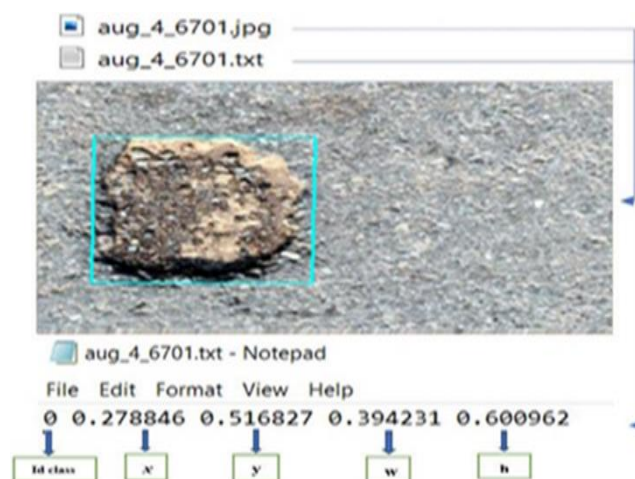 aug_4_6701.jpg
aug_4_6701.txt
aug_4_6701.txt - Notepad
File Edit Format View Help
0 0.278846 0.516827 0.394231 0.600962
Id class x y w h